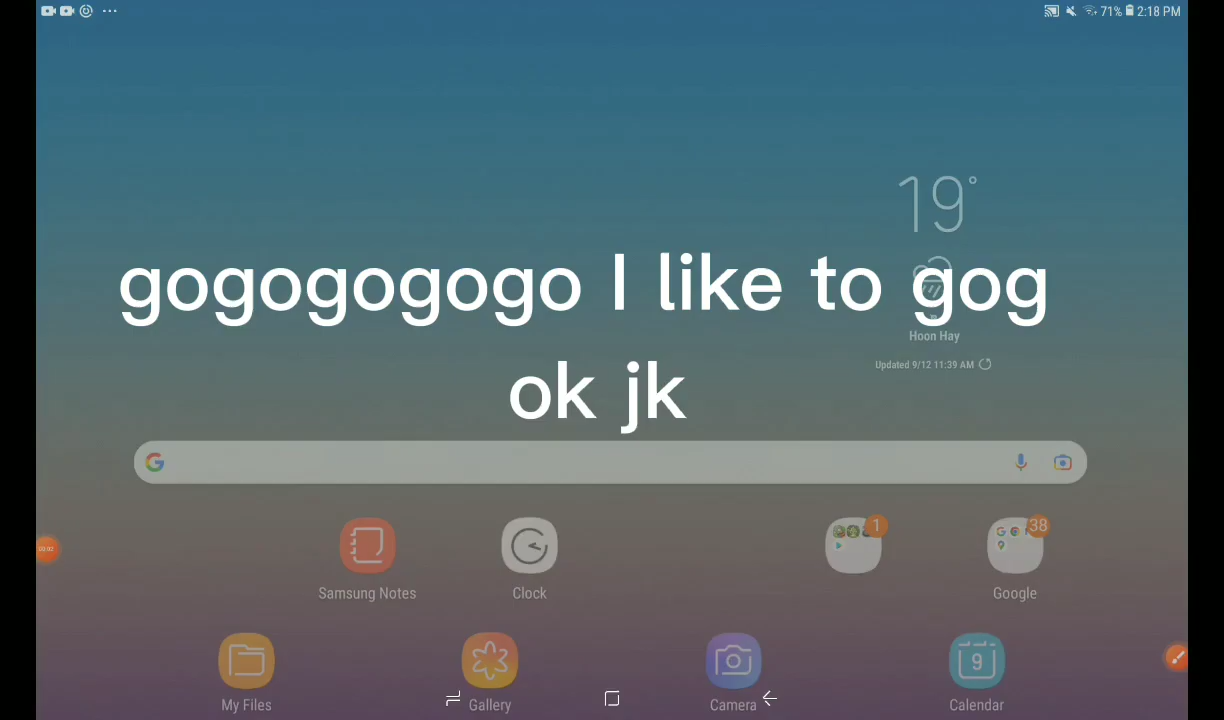 71% 2:18 PM
19°
gogogogogo I like to gog
Hoon Hay
Updated 9/12 11:39 AM
ok jk
1
38
Samsung Notes
Clock
Google
9
My Files
Gallery
Camera
Calendar